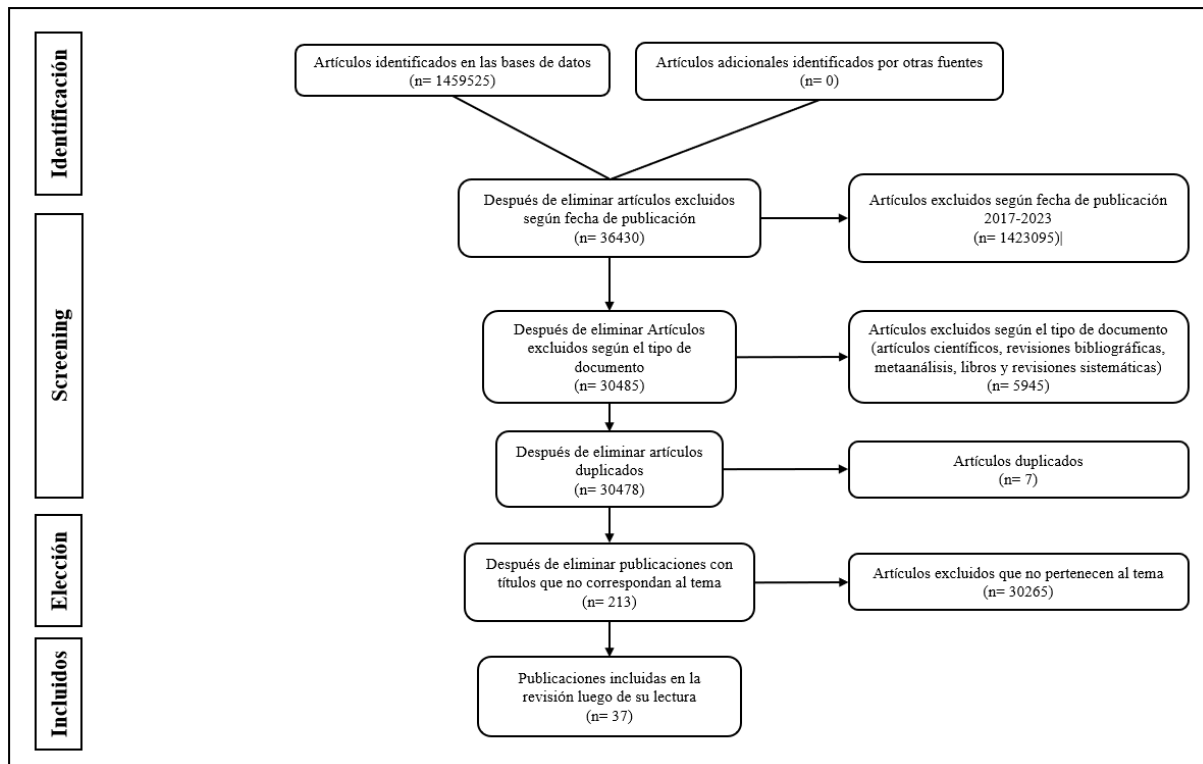 Identificación
Artículos identificados en las bases de datos
(n= 1459525)
Artículos adicionales identificados por otras fuentes
(n= 0)
Después de eliminar artículos excluidos
según fecha de publicación
(n= 36430)
Artículos excluidos según fecha de publicación
2017-2023
(n= 1423095)|
Screening
Después de eliminar Artículos
excluidos según el tipo de
documento
(n= 30485)
Artículos excluidos según el tipo de documento
(artículos científicos, revisiones bibliográficas,
metaanálisis, libros y revisiones sistemáticas)
(n= 5945)
Después de eliminar artículos
duplicados
(n= 30478)
Artículos duplicados
(n= 7)
Elección
Después de eliminar publicaciones con
títulos que no correspondan al tema
(n= 213)
Artículos excluidos que no pertenecen al tema
(n= 30265)
Incluidos
Publicaciones incluidas en la
revisión luego de su lectura
(n= 37)